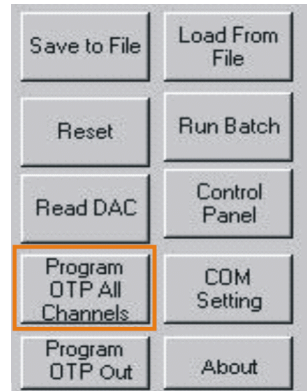 Save to File
Load From
File
Reset
Run Batch
Read DAC
Control
Panel
Program
OTP All
Channels
COM
Setting
Program
OTP Out
About